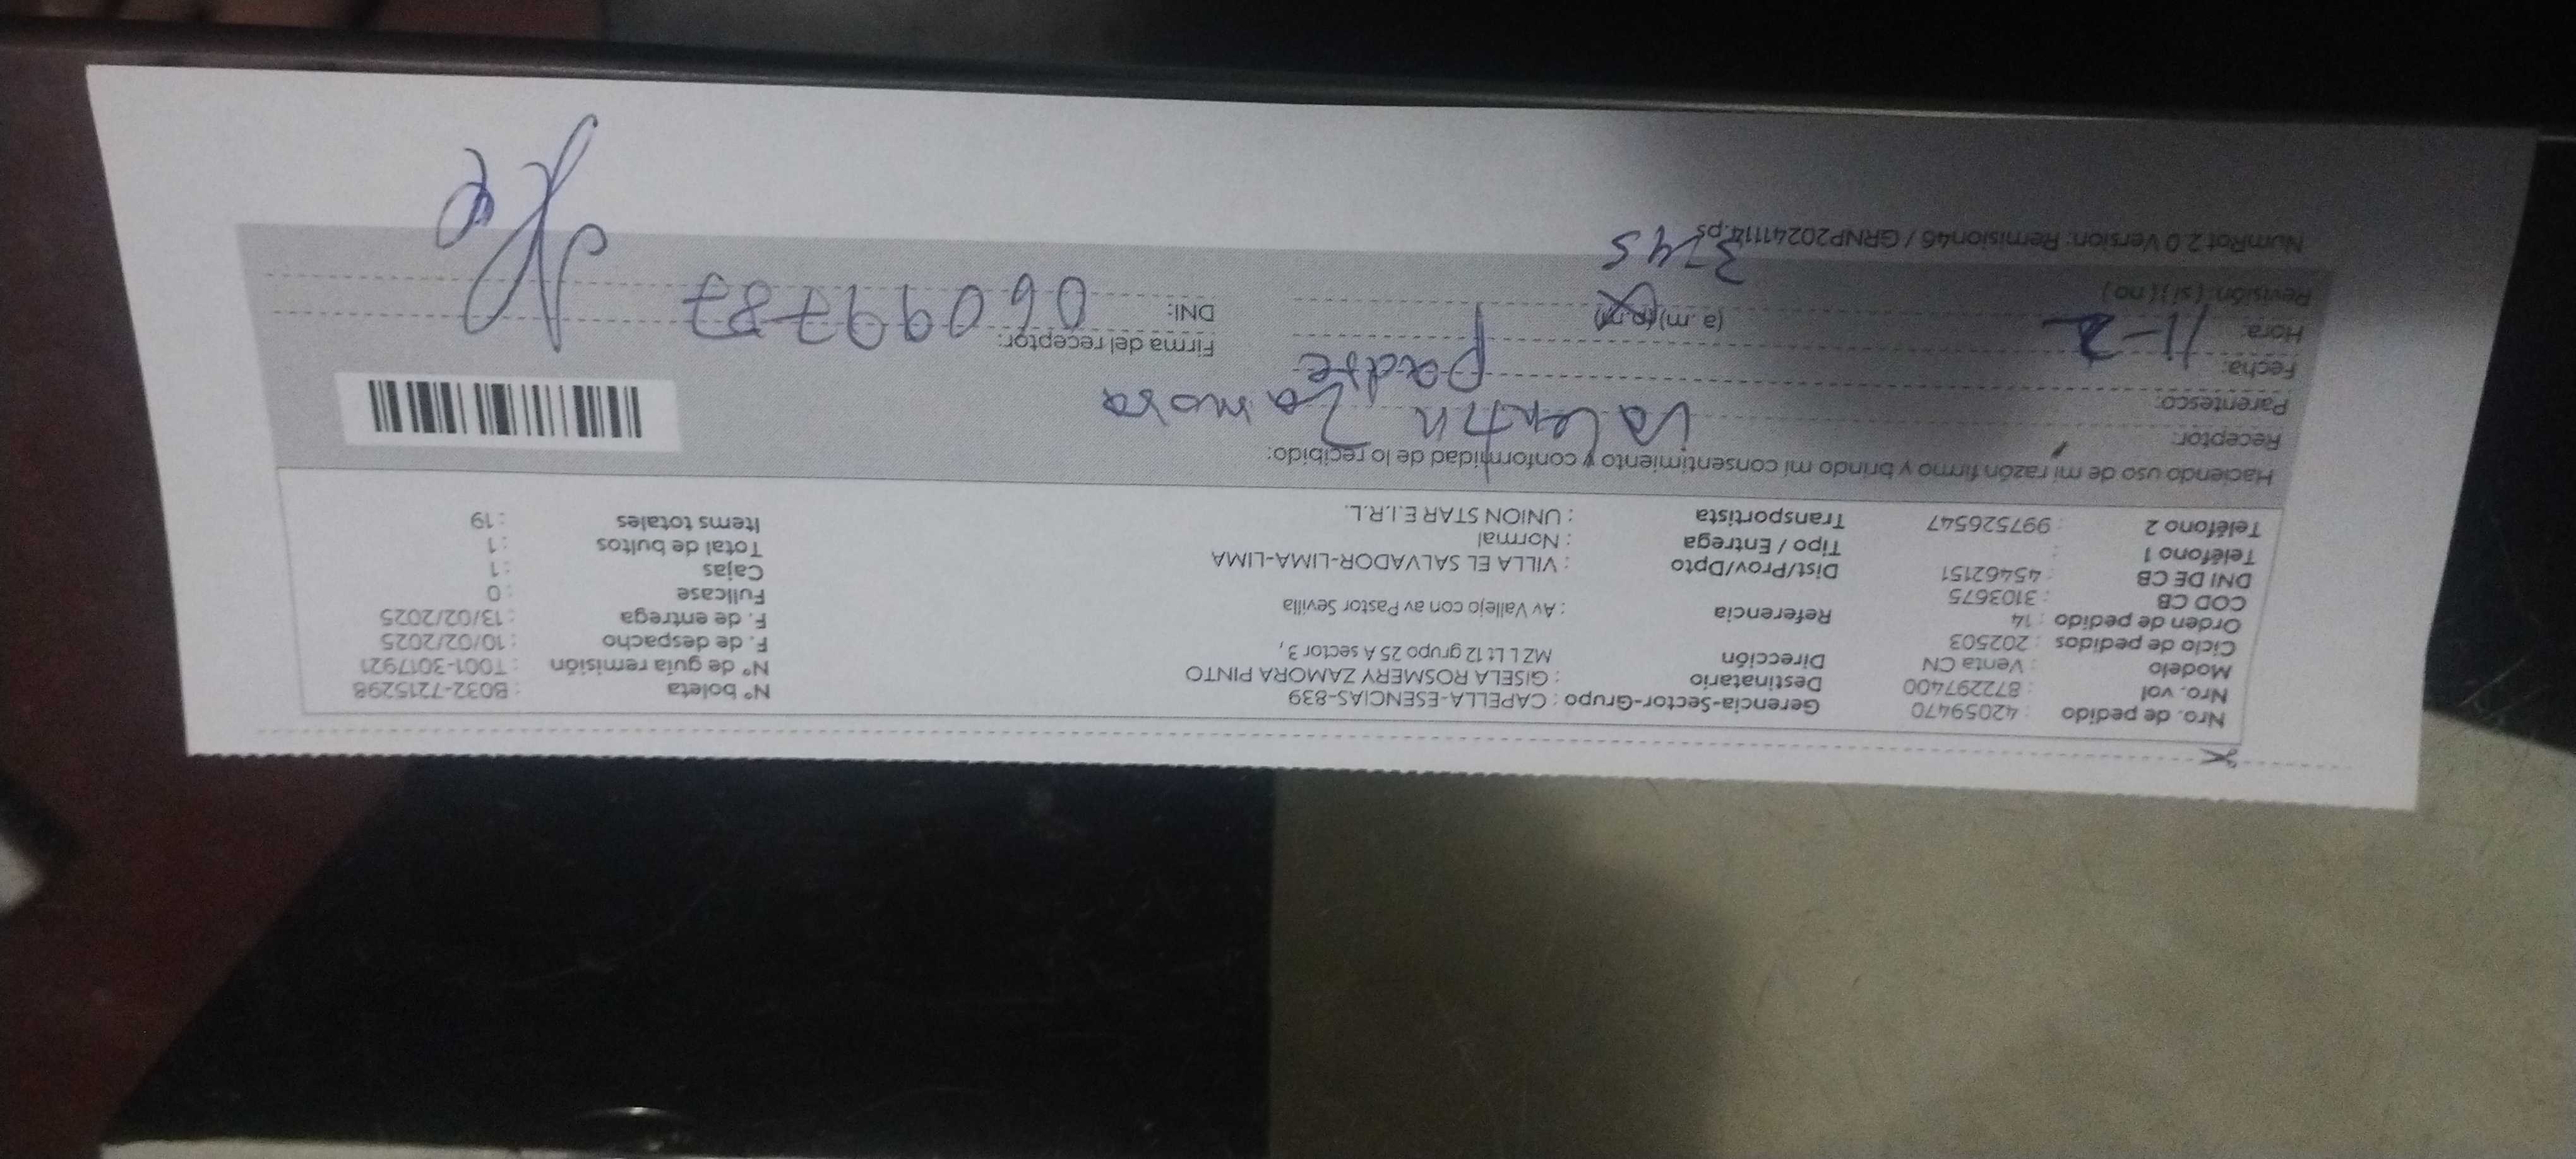 Nro. de pedido : 42059470 Gerencia-Sector-Grupo : CAPELLA-ESENCIAS-839 Nº boleta : B032-7215298
Nro. vol : 872297400 Destinatario : GISELA ROSMERY ZAMORA PINTO Nº de guía remisión : T001-3017921
Modelo : Venta CN Dirección MZ L Lt 12 grupo 25 A sector 3, F. de despacho : 10/02/2025
Ciclo de pedidos : 202503 F. de entrega : 13/02/2025
Orden de pedido : 14 Referencia : Av Vallejo con av Pastor Sevilla Fullcase : 0
COD CB : 3103675 Cajas : 1
DNI DE CB : 45462151 Dist/Prov/Dpto : VILLA EL SALVADOR-LIMA-LIMA Total de bultos : 1
Teléfono 1 : Tipo / Entrega : Normal Items totales : 19
Teléfono 2 : 997526547 Transportista : UNION STAR E.I.R.L.
Haciendo uso de mi razón firmo y brindo mi consentimiento y conformidad de lo recibido:
Receptor: Valentín Zamora
Parentesco: padre
Fecha: 11-2
Hora: (a.m) (p.m) 3:45
Revisión: (sí) (no)
Firma del receptor:
DNI: 06099787
NumRot 2.0 Version: Remision46 / GRNP20241114.ps